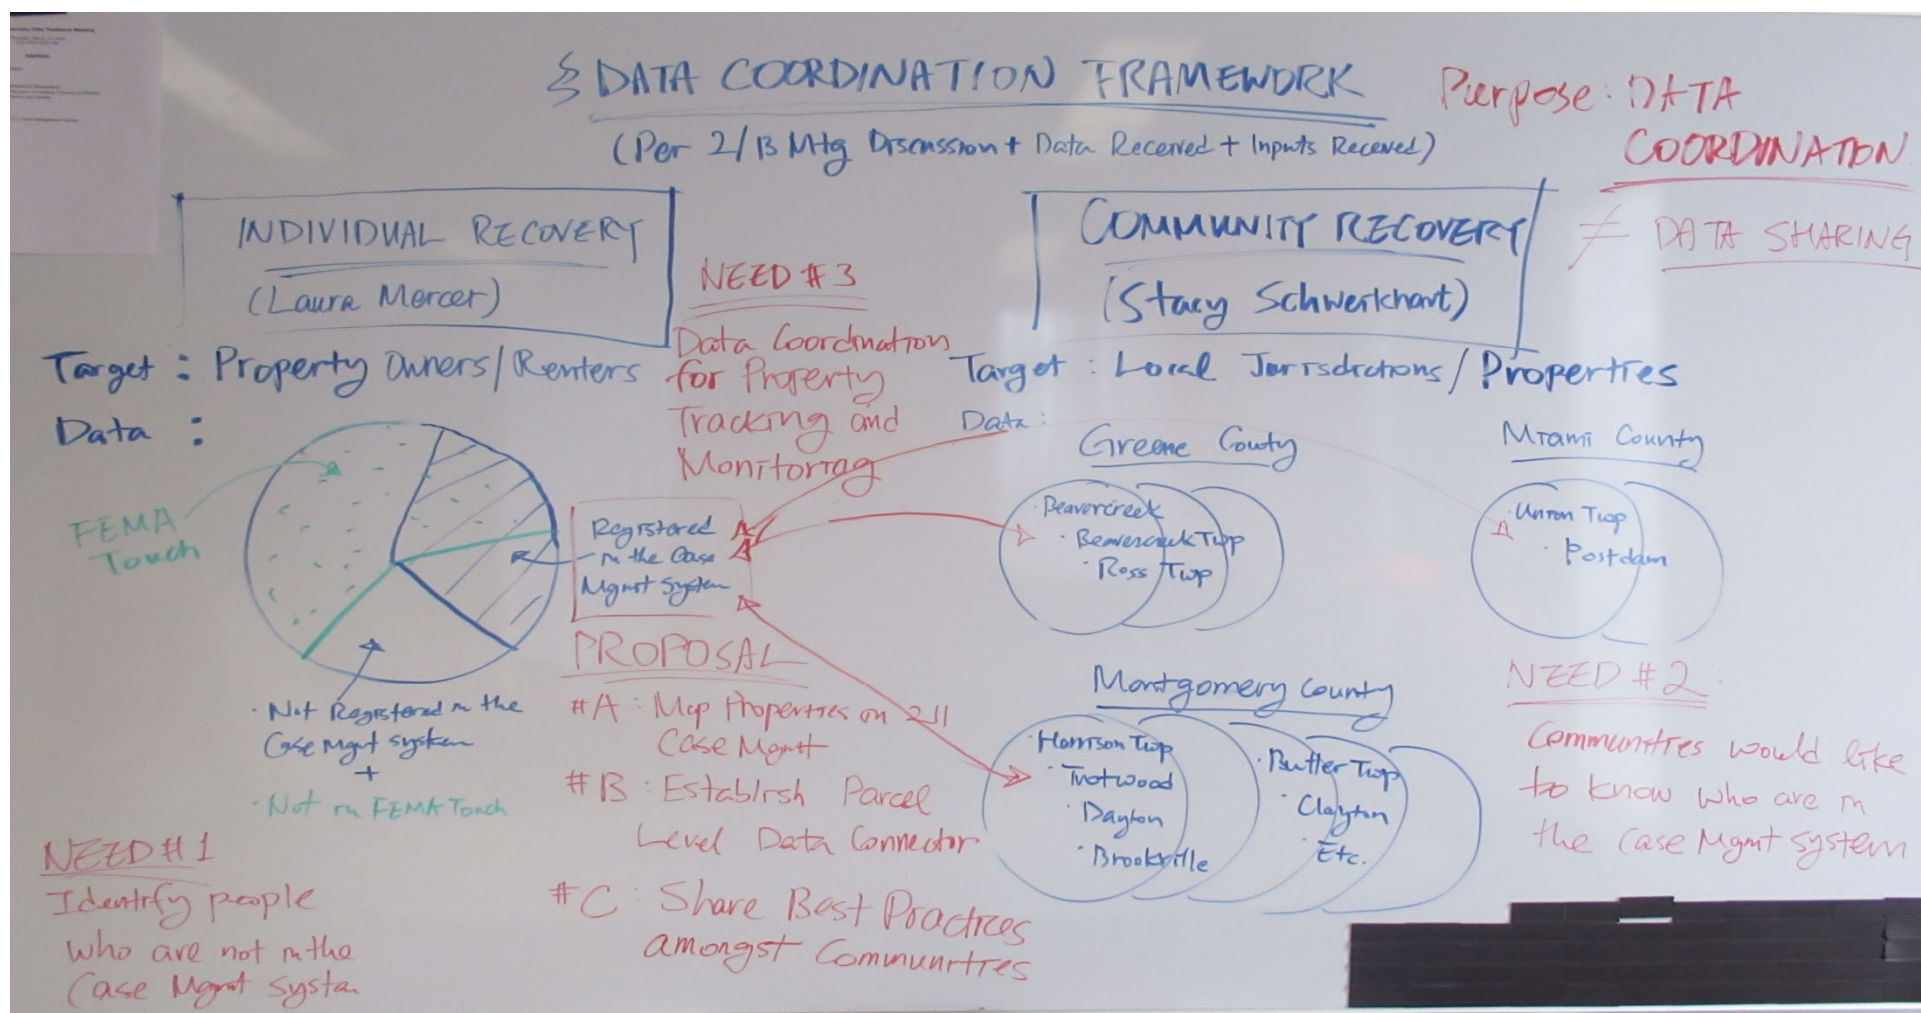 DATA COORDINATION FRAMEWORK
(Per 2/13 Mtg Discussion + Data Received + Inputs Receved)
Purpose: DATA
COORDINATION
≠ DATA SHARING
INDIVIDUAL RECOVERY
(Laura Mercer)
Target : Property Owners/Renters
Data :
FEMA
Touch
Registered
in the Case
Mgmt System
· Not Registered in the
Case Mgmt system
+
· Not in FEMA Touch
NEED #1
Identify people
who are not in the
Case Mgmt System
NEED #3
Data Coordination
for Property
Tracking and
Monitoring
PROPOSAL
#A : Map Properties on 211
Case Mgmt
#B : Establish Parcel
Level Data Connector
#C : Share Best Practices
amongst Communities
COMMUNITY RECOVERY
(Stacy Schweikhart)
Target : Local Jurisdictions/Properties
Data :
Greene County
· Beavercreek
· Beavercreek Twp
· Ross Twp
Miami County
· Union Twp
· Postdam
Montgomery County
· Harrison Twp
· Trotwood
· Dayton
· Brookville
· Butler Twp
· Clayton
· Etc.
NEED #2 :
Communities would like
to know who are in
the Case Mgmt system